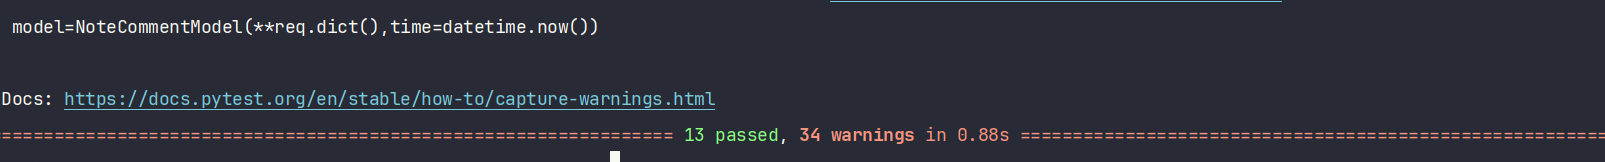 model=NoteCommentModel(**req.dict(),time=datetime.now())
Docs: https://docs.pytest.org/en/stable/how-to/capture-warnings.html
=============================================================== 13 passed, 34 warnings in 0.88s =======================================================